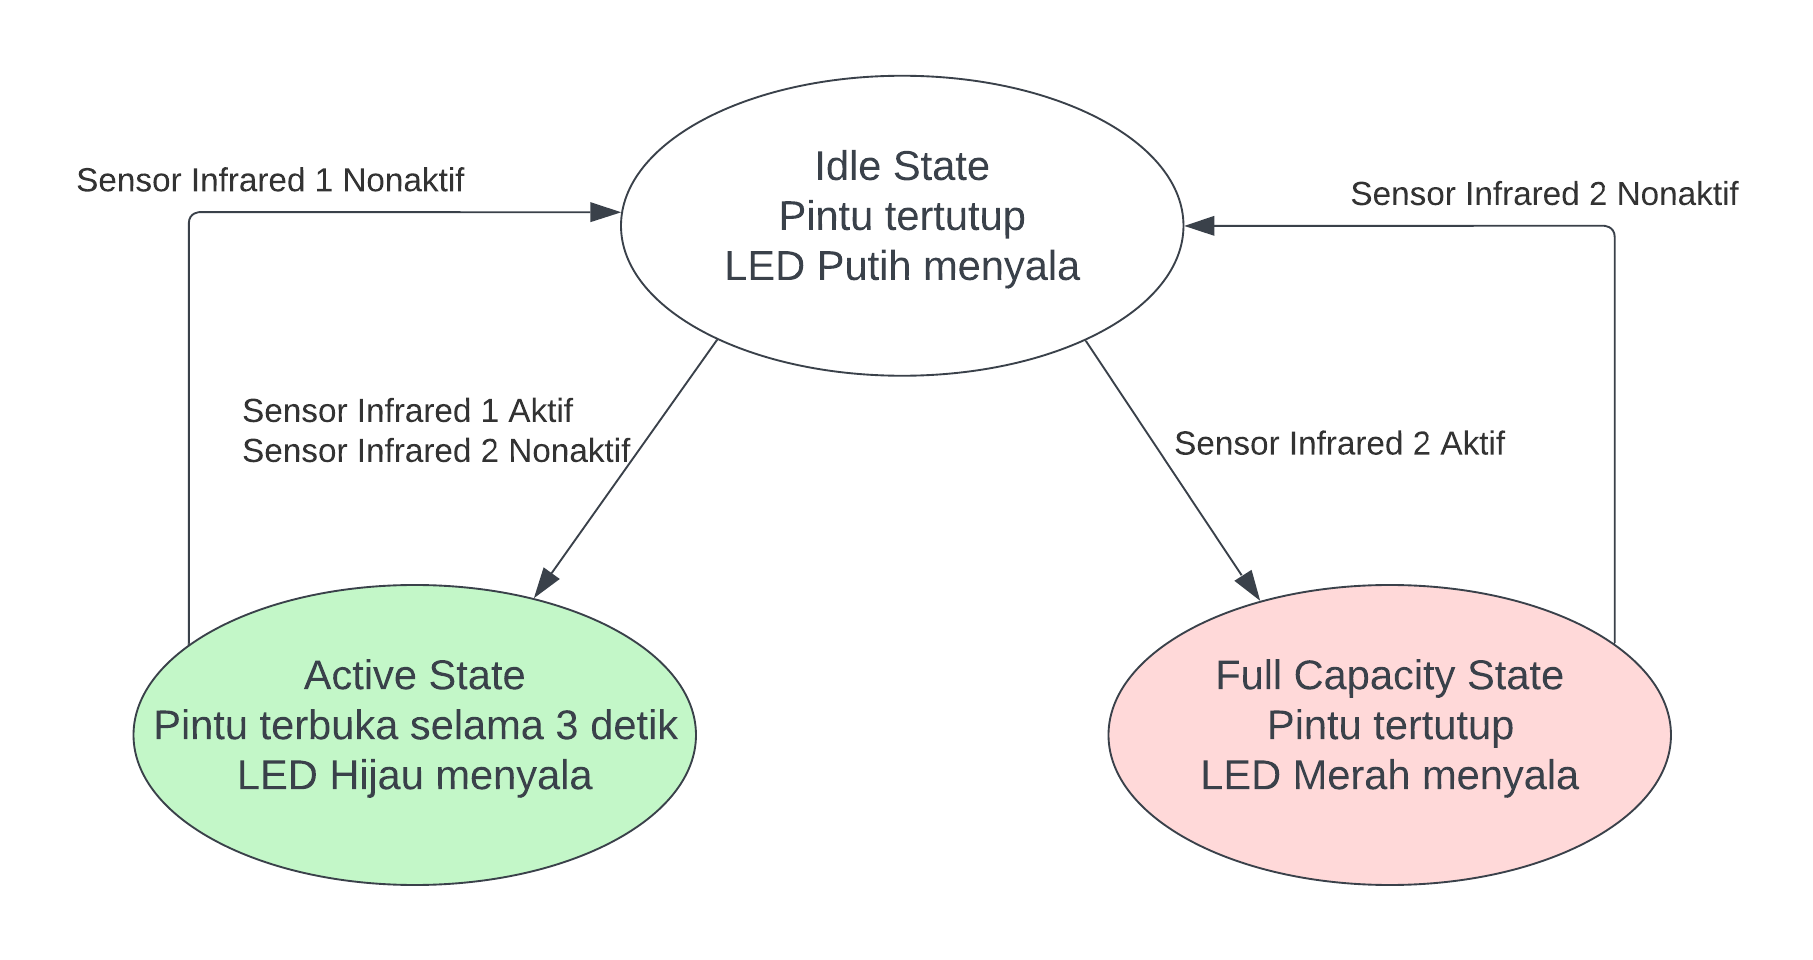 Idle State
Pintu tertutup
LED Putih menyala
Sensor Infrared 1 Nonaktif
Sensor Infrared 2 Nonaktif
Sensor Infrared 1 Aktif
Sensor Infrared 2 Nonaktif
Sensor Infrared 2 Aktif
Active State
Pintu terbuka selama 3 detik
LED Hijau menyala
Full Capacity State
Pintu tertutup
LED Merah menyala